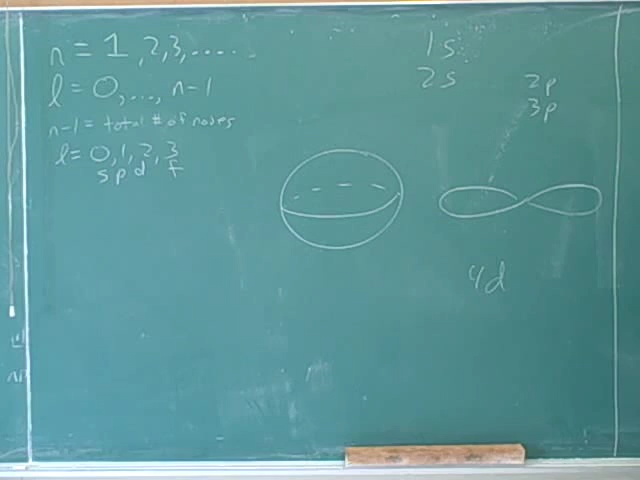 n = 1, 2, 3, .....
l = 0, ..., n-1
n-1 = total # of nodes
l = 0, 1, 2, 3
s p d f
1s
2s
2p
3p
4d